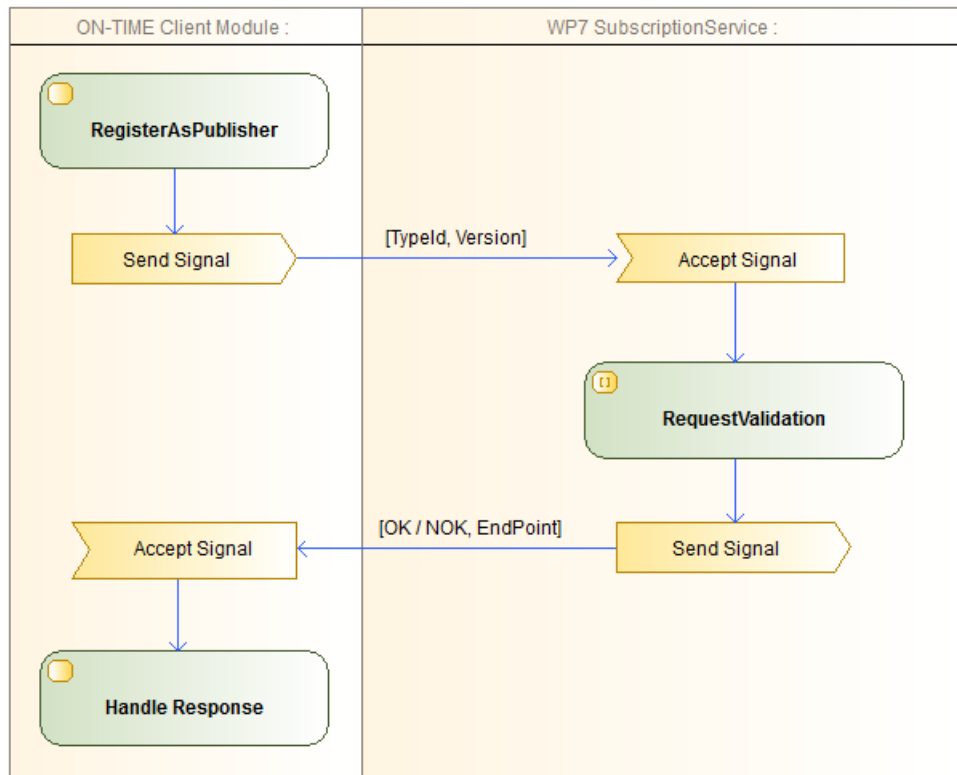 ON-TIME Client Module :
WP7 SubscriptionService :
RegisterAsPublisher
Send Signal
[TypeId, Version]
Accept Signal
RequestValidation
Accept Signal
[OK / NOK, EndPoint]
Send Signal
Handle Response